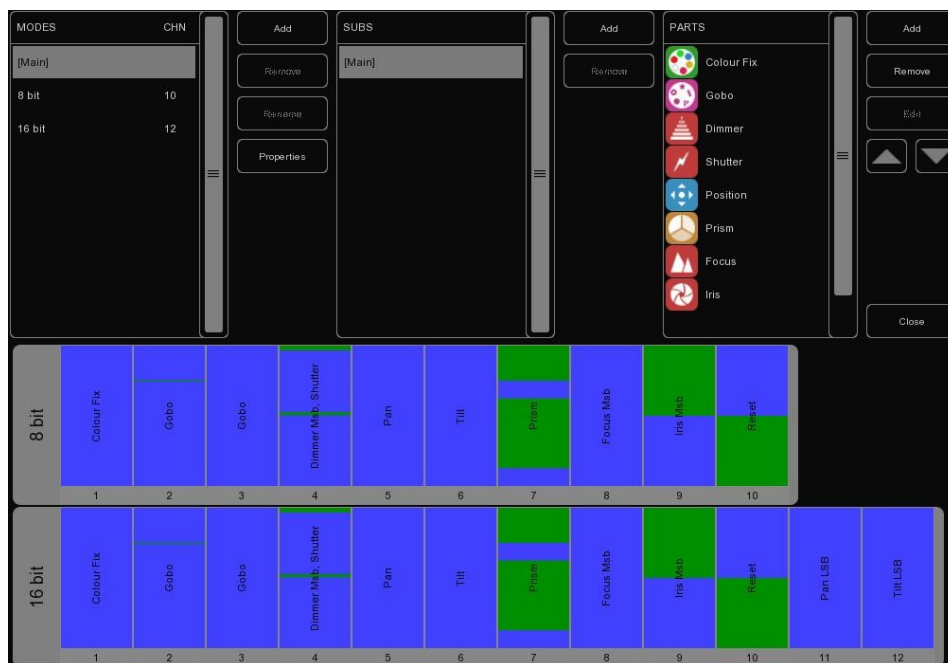 MODES CHN
[Main]
8 bit 10
16 bit 12
Add
Remove
Rename
Properties
SUBS
[Main]
Add
Remove
PARTS
Colour Fix
Gobo
Dimmer
Shutter
Position
Prism
Focus
Iris
Add
Remove
Edit
Close
8 bit
Colour Fix
Gobo
Gobo
Dimmer Msb, Shutter
Pan
Tilt
Prism
Focus Msb
Iris Msb
Reset
1 2 3 4 5 6 7 8 9 10
16 bit
Colour Fix
Gobo
Gobo
Dimmer Msb, Shutter
Pan
Tilt
Prism
Focus Msb
Iris Msb
Reset
Pan LSB
Tilt LSB
1 2 3 4 5 6 7 8 9 10 11 12